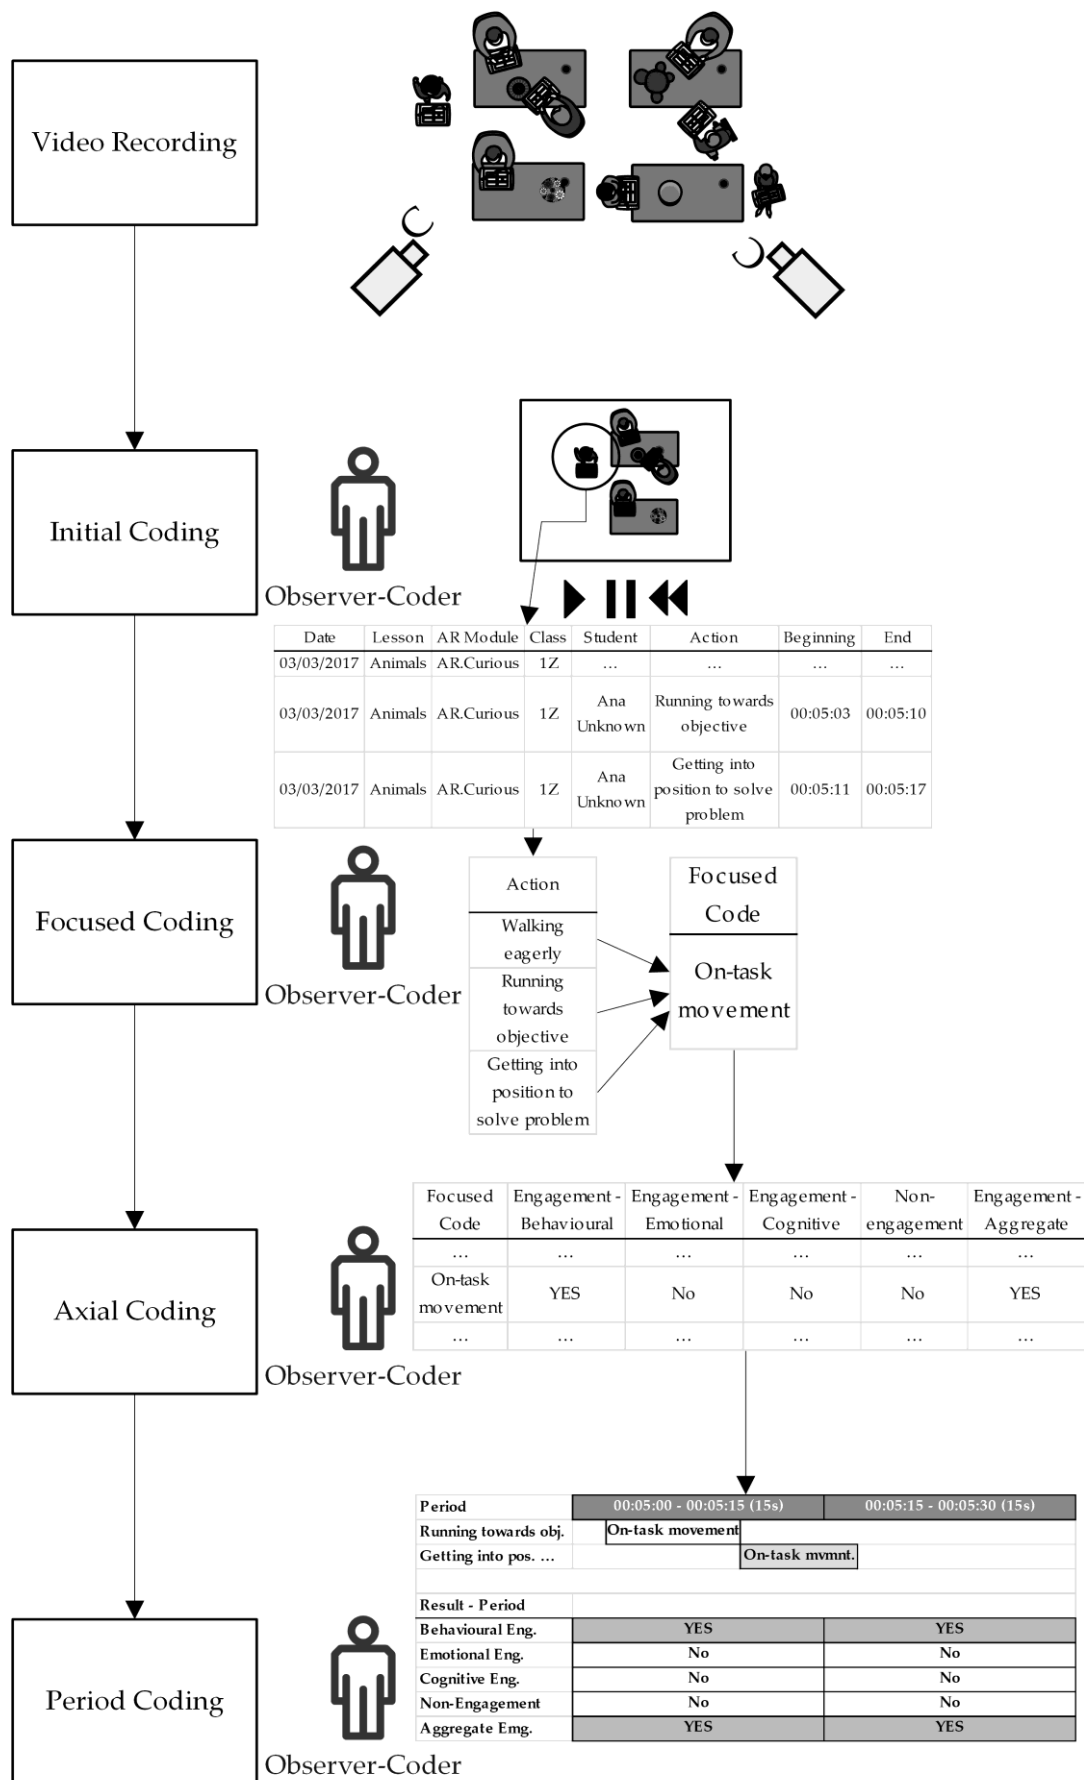 Video Recording
Initial Coding
Observer-Coder
Date Lesson AR Module Class Student Action Beginning End
03/03/2017 Animals AR.Curious 1Z ... ... ... ...
03/03/2017 Animals AR.Curious 1Z Ana Unknown Running towards objective 00:05:03 00:05:10
03/03/2017 Animals AR.Curious 1Z Ana Unknown Getting into position to solve problem 00:05:11 00:05:17
Focused Coding
Observer-Coder
Action
Walking
eagerly
Running
towards
objective
Getting into
position to
solve problem
Focused
Code
On-task
movement
Axial Coding
Observer-Coder
Focused Code Engagement - Behavioural Engagement - Emotional Engagement - Cognitive Non-engagement Engagement - Aggregate
... ... ... ... ... ...
On-task movement YES No No No YES
... ... ... ... ... ...
Period Coding
Observer-Coder
Period 00:05:00 - 00:05:15 (15s) 00:05:15 - 00:05:30 (15s)
Running towards obj. On-task movement
Getting into pos. ... On-task mvmnt.
Result - Period
Behavioural Eng. YES YES
Emotional Eng. No No
Cognitive Eng. No No
Non-Engagement No No
Aggregate Emg. YES YES